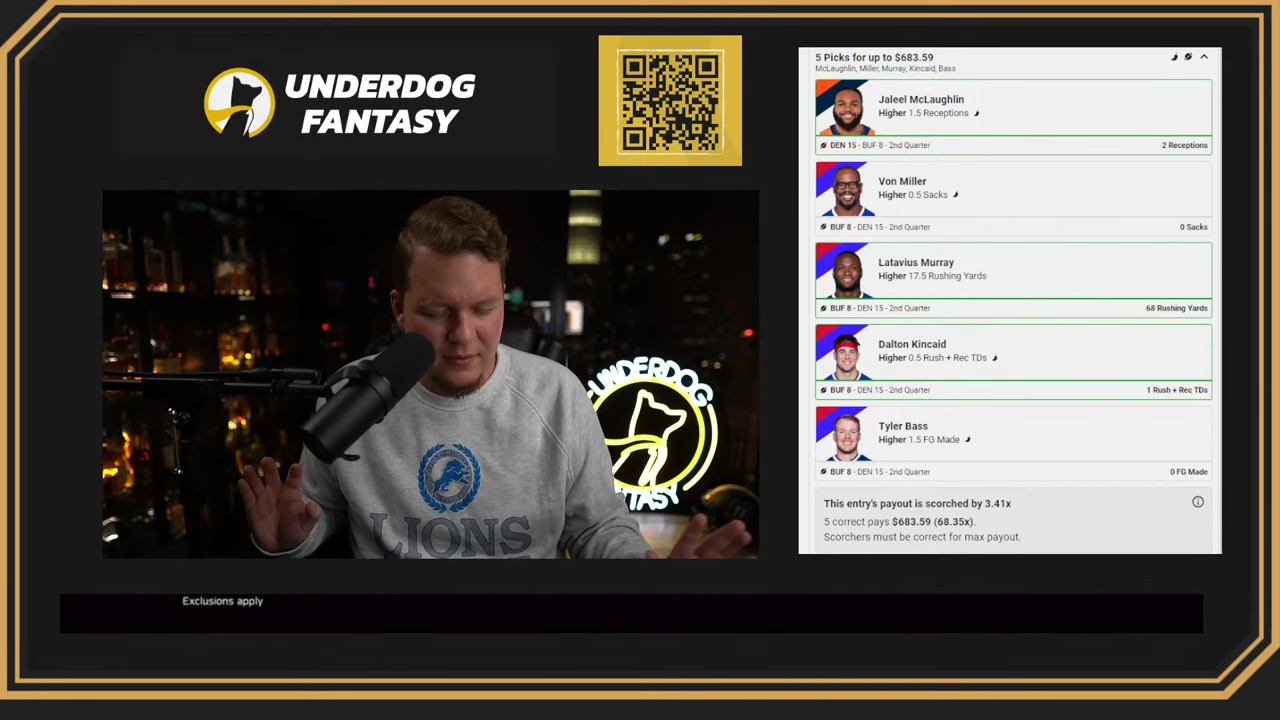 UNDERDOG
FANTASY
5 Picks for up to $683.59
McLaughlin, Miller, Murray, Kincaid, Bass
Jaleel McLaughlin
Higher 1.5 Receptions
DEN 15 - BUF 8 - 2nd Quarter
2 Receptions
Von Miller
Higher 0.5 Sacks
BUF 8 - DEN 15 - 2nd Quarter
0 Sacks
Latavius Murray
Higher 17.5 Rushing Yards
BUF 8 - DEN 15 - 2nd Quarter
68 Rushing Yards
Dalton Kincaid
Higher 0.5 Rush + Rec TDs
BUF 8 - DEN 15 - 2nd Quarter
1 Rush + Rec TDs
Tyler Bass
Higher 1.5 FG Made
BUF 8 - DEN 15 - 2nd Quarter
0 FG Made
This entry's payout is scorched by 3.41x
5 correct pays $683.59 (68.35x).
Scorchers must be correct for max payout.
UNDERDOG
LIONS
Exclusions apply